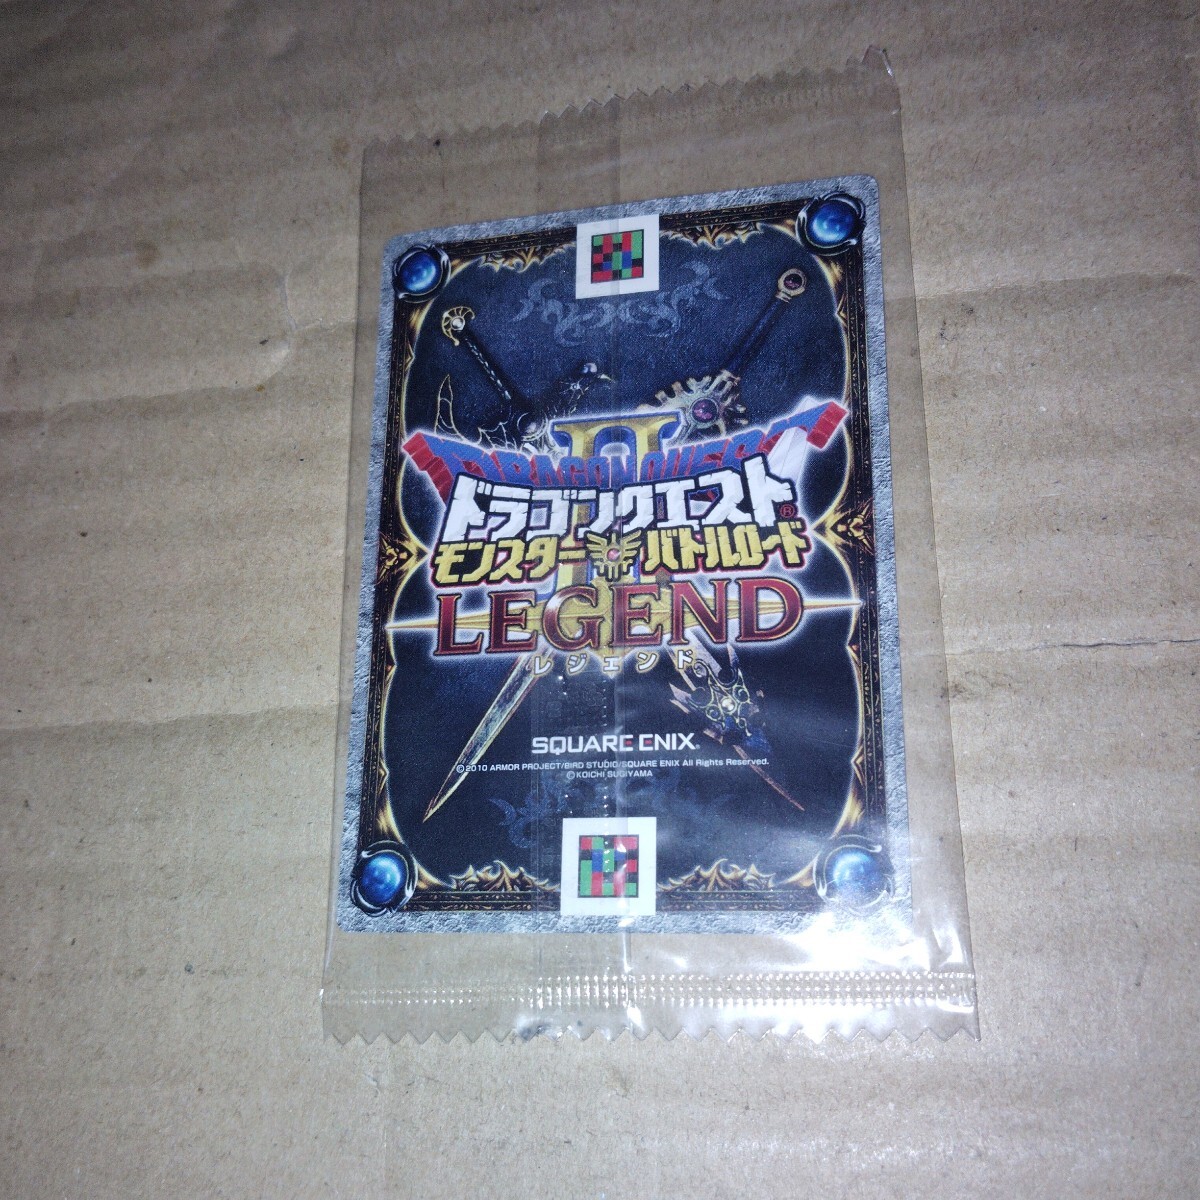 II
DRAGON QUEST
ドラゴンクエスト®
モンスターバトルロード
LEGEND
レジェンド
SQUARE ENIX®
©2010 ARMOR PROJECT/BIRD STUDIO/SQUARE ENIX All Rights Reserved.
©KOICHI SUGIYAMA